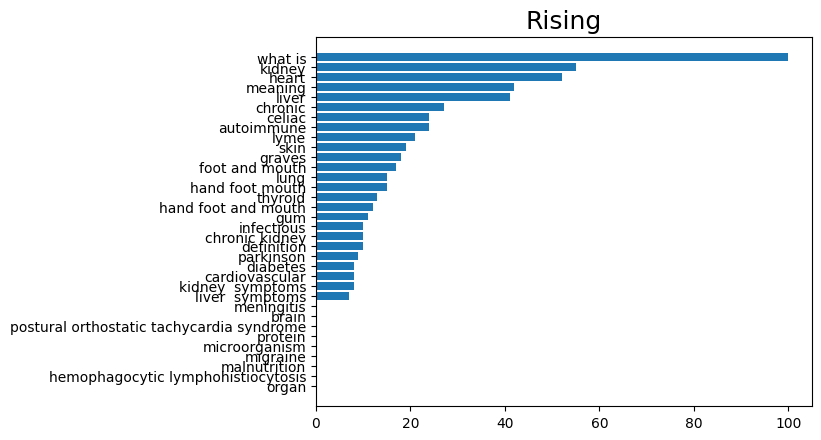 Rising
what is
kidney
heart
meaning
liver
chronic
celiac
autoimmune
lyme
skin
graves
foot and mouth
lung
hand foot mouth
thyroid
hand foot and mouth
gum
infectious
chronic kidney
definition
parkinson
diabetes
cardiovascular
kidney  symptoms
liver  symptoms
meningitis
brain
postural orthostatic tachycardia syndrome
protein
microorganism
migraine
malnutrition
hemophagocytic lymphohistiocytosis
organ
0 20 40 60 80 100